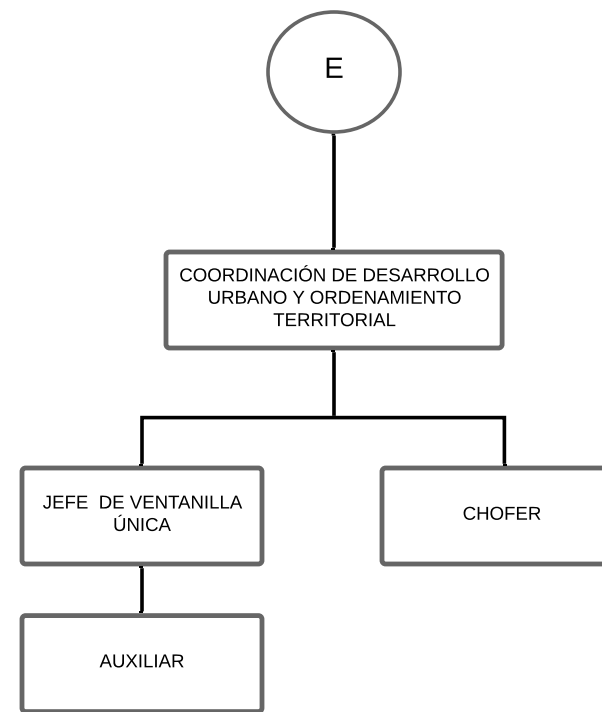 E
COORDINACIÓN DE DESARROLLO
URBANO Y ORDENAMIENTO
TERRITORIAL
JEFE  DE VENTANILLA
ÚNICA
CHOFER
AUXILIAR